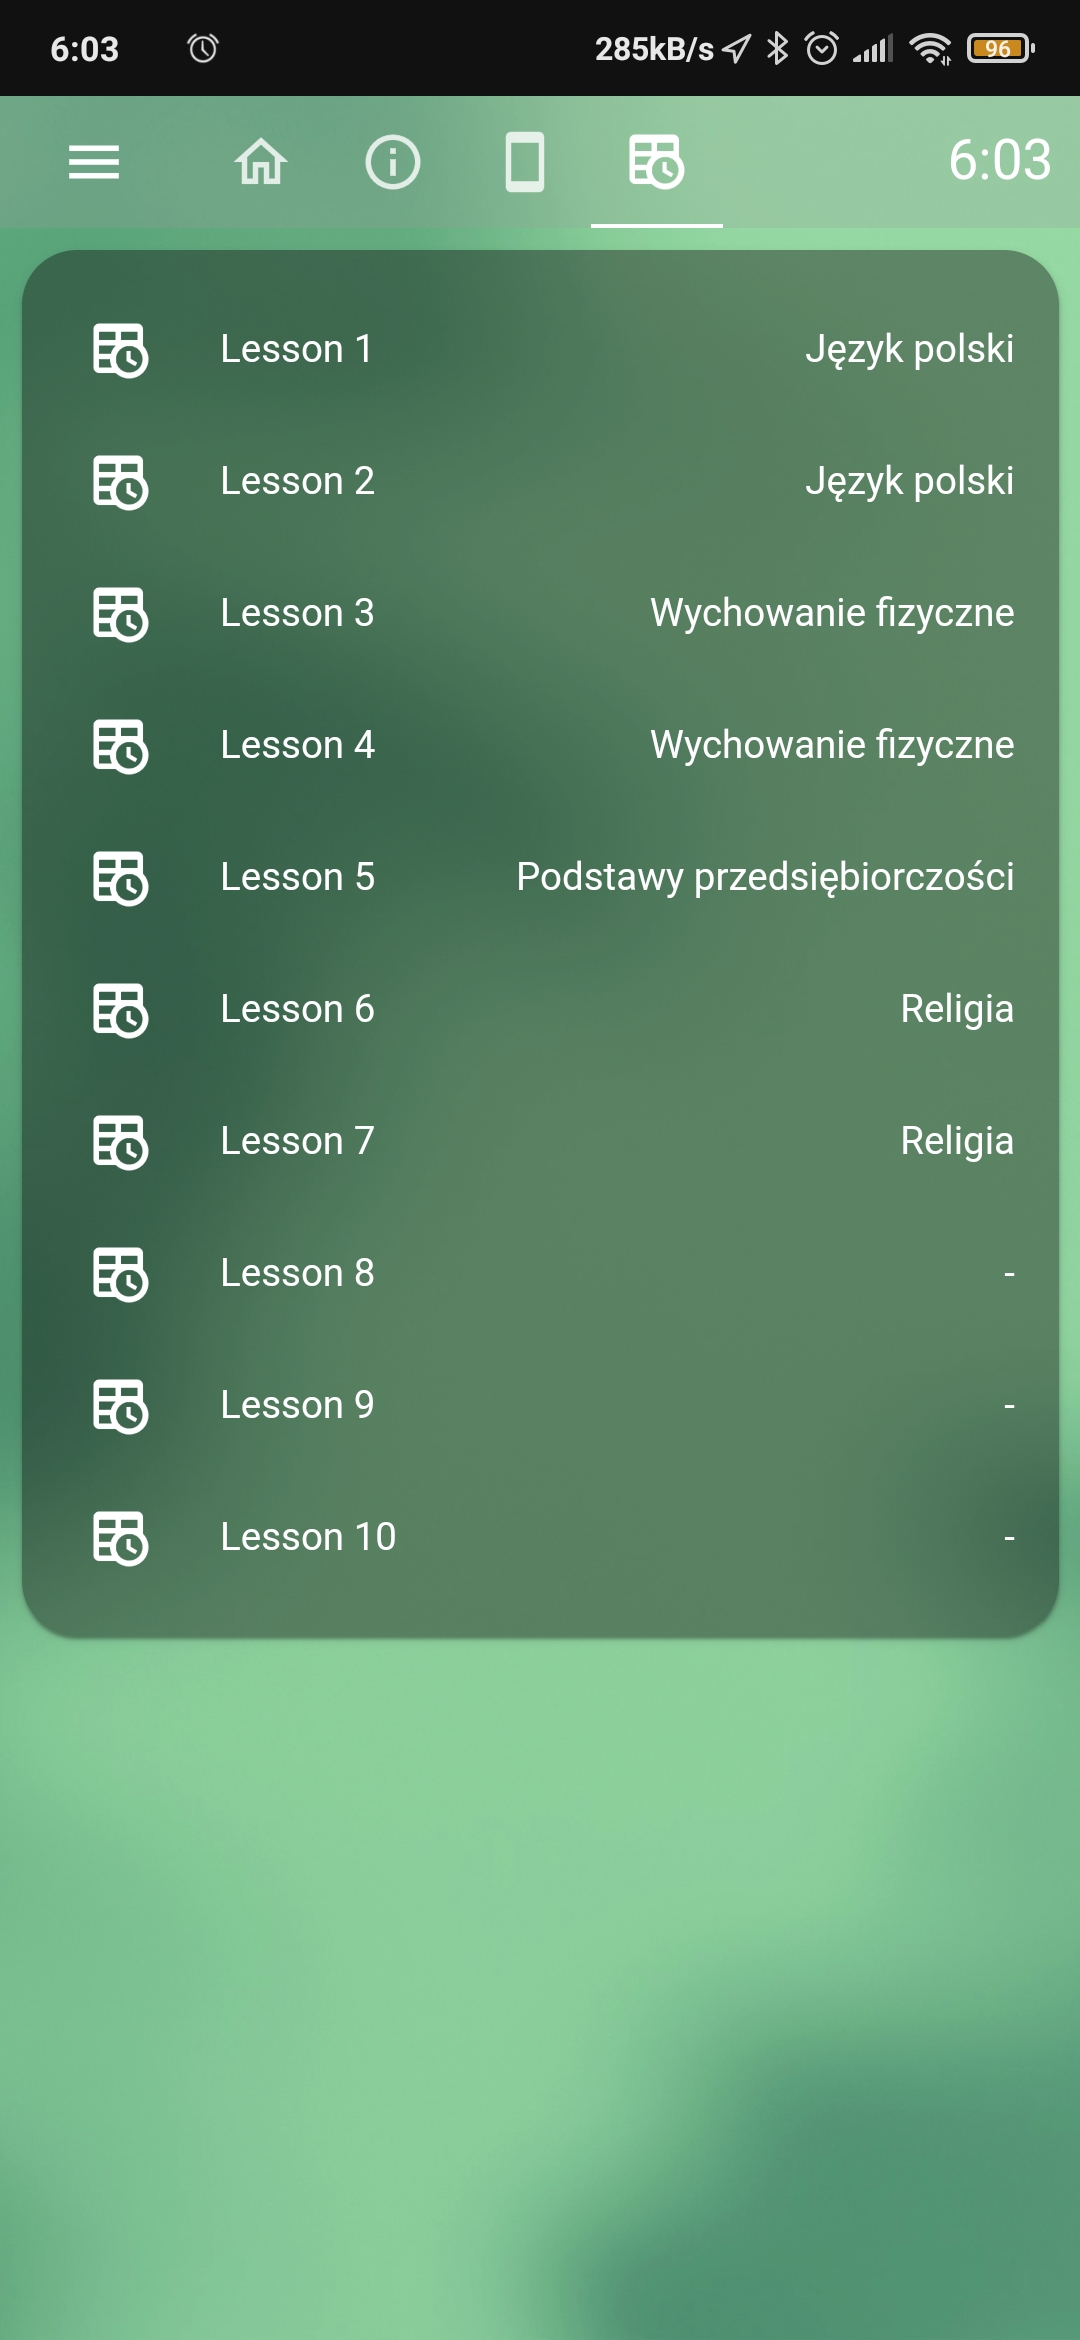 6:03 285kB/s 96
6:03
Lesson 1 Język polski
Lesson 2 Język polski
Lesson 3 Wychowanie fizyczne
Lesson 4 Wychowanie fizyczne
Lesson 5 Podstawy przedsiębiorczości
Lesson 6 Religia
Lesson 7 Religia
Lesson 8 -
Lesson 9 -
Lesson 10 -